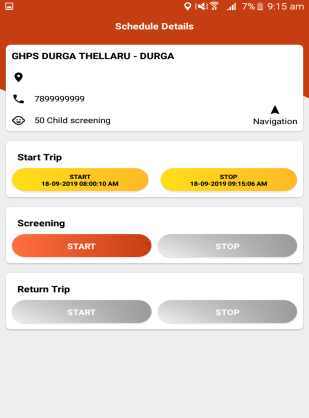 7% 9:15 am
Schedule Details
GHPS DURGA THELLARU - DURGA
7899999999
50 Child screening
Navigation
Start Trip
START
18-09-2019 08:00:10 AM
STOP
18-09-2019 09:15:06 AM
Screening
START
STOP
Return Trip
START
STOP